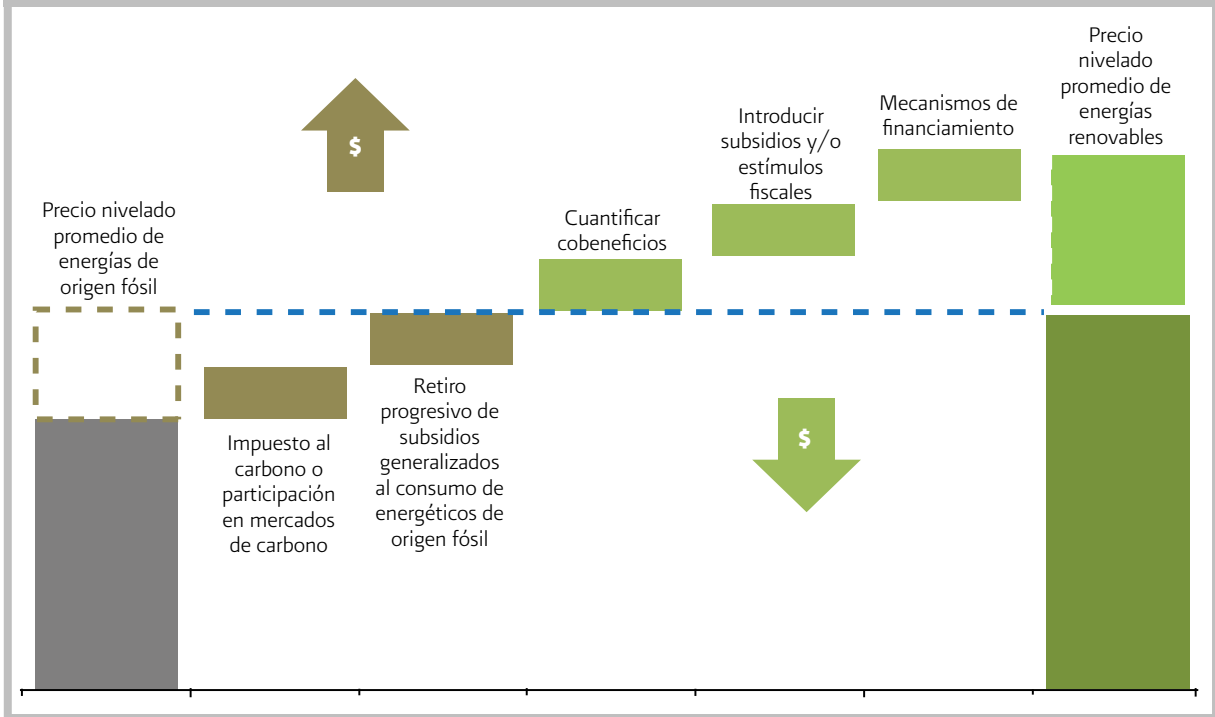 Precio nivelado
promedio de
energías de
origen fósil
$
Impuesto al
carbono o
participación
en mercados
de carbono
Retiro
progresivo de
subsidios
generalizados
al consumo de
energéticos de
origen fósil
Cuantificar
cobeneficios
Introducir
subsidios y/o
estímulos
fiscales
$
Mecanismos de
financiamiento
Precio
nivelado
promedio de
energías
renovables